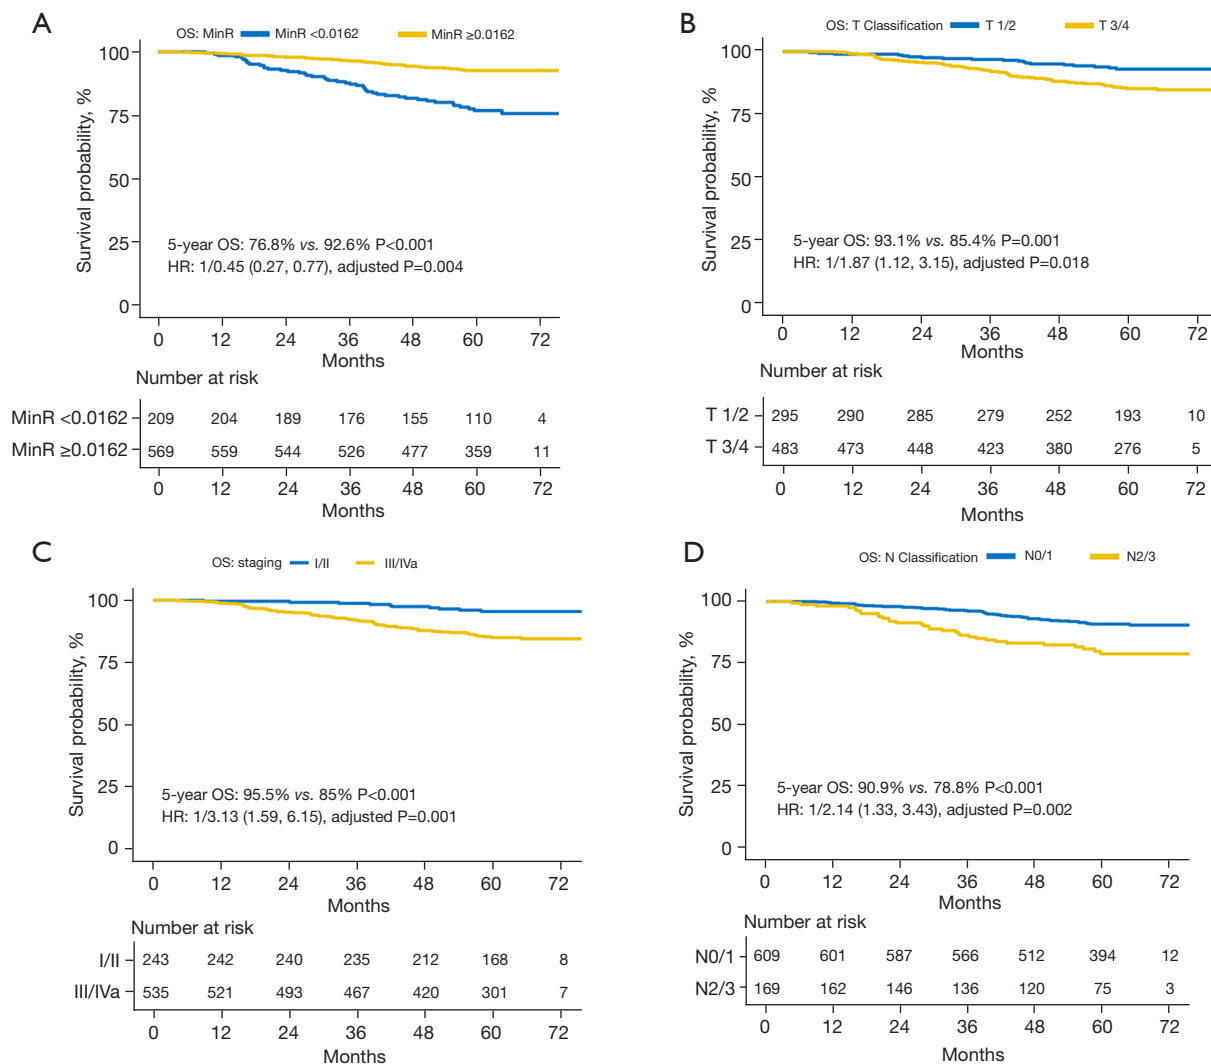 A
OS: MinR MinR <0.0162 MinR ≥0.0162
Survival probability, %
100
75
50
25
0
5-year OS: 76.8% vs. 92.6% P<0.001
HR: 1/0.45 (0.27, 0.77), adjusted P=0.004
0 12 24 36 48 60 72
Months
Number at risk
MinR <0.0162 209 204 189 176 155 110 4
MinR ≥0.0162 569 559 544 526 477 359 11
0 12 24 36 48 60 72
Months
B
OS: T Classification T 1/2 T 3/4
Survival probability, %
100
75
50
25
0
5-year OS: 93.1% vs. 85.4% P=0.001
HR: 1/1.87 (1.12, 3.15), adjusted P=0.018
0 12 24 36 48 60 72
Months
Number at risk
T 1/2 295 290 285 279 252 193 10
T 3/4 483 473 448 423 380 276 5
0 12 24 36 48 60 72
Months
C
OS: staging I/II III/IVa
Survival probability, %
100
75
50
25
0
5-year OS: 95.5% vs. 85% P<0.001
HR: 1/3.13 (1.59, 6.15), adjusted P=0.001
0 12 24 36 48 60 72
Months
Number at risk
I/II 243 242 240 235 212 168 8
III/IVa 535 521 493 467 420 301 7
0 12 24 36 48 60 72
Months
D
OS: N Classification N0/1 N2/3
Survival probability, %
100
75
50
25
0
5-year OS: 90.9% vs. 78.8% P<0.001
HR: 1/2.14 (1.33, 3.43), adjusted P=0.002
0 12 24 36 48 60 72
Months
Number at risk
N0/1 609 601 587 566 512 394 12
N2/3 169 162 146 136 120 75 3
0 12 24 36 48 60 72
Months